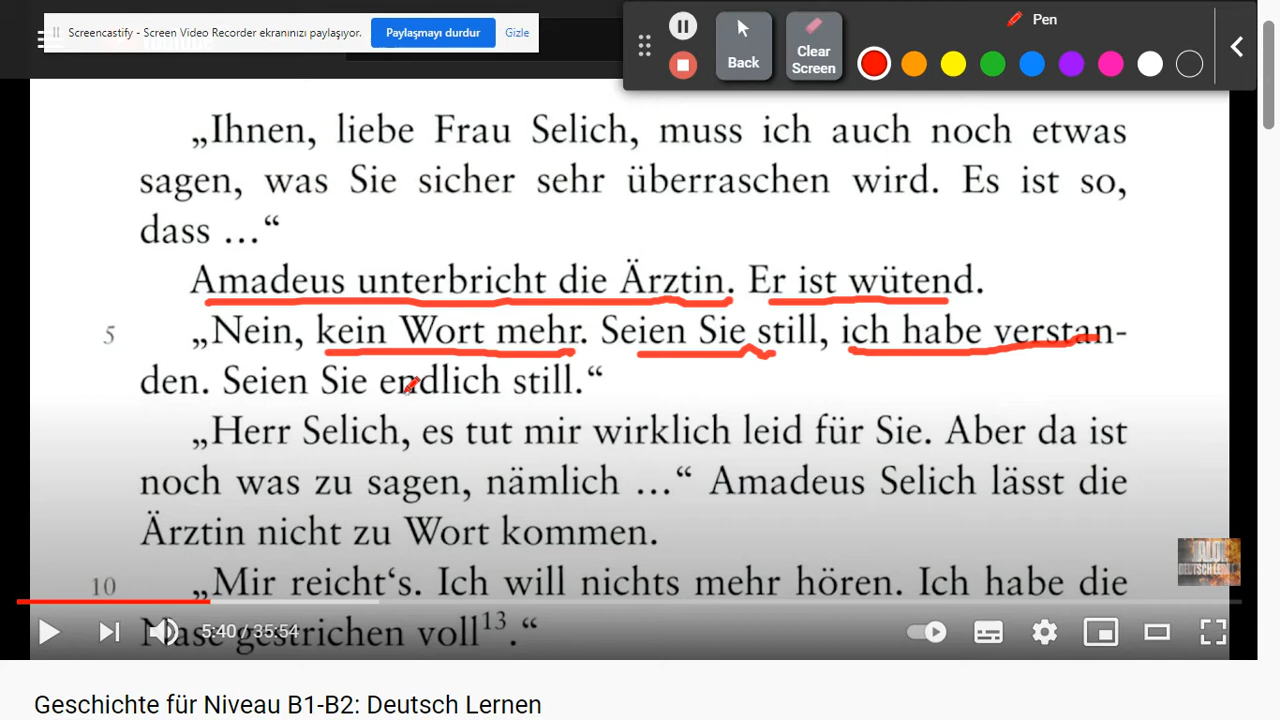 Screencastify - Screen Video Recorder ekranınızı paylaşıyor. Paylaşmayı durdur Gizle
Back
Clear
Screen
Pen
„Ihnen, liebe Frau Selich, muss ich auch noch etwas
sagen, was Sie sicher sehr überraschen wird. Es ist so,
dass …“
Amadeus unterbricht die Ärztin. Er ist wütend.
5 „Nein, kein Wort mehr. Seien Sie still, ich habe verstan-
den. Seien Sie endlich still.“
„Herr Selich, es tut mir wirklich leid für Sie. Aber da ist
noch was zu sagen, nämlich …“ Amadeus Selich lässt die
Ärztin nicht zu Wort kommen.
10 „Mir reicht‘s. Ich will nichts mehr hören. Ich habe die
Nase gestrichen voll13.“
5:40 / 35:54
Geschichte für Niveau B1-B2: Deutsch Lernen